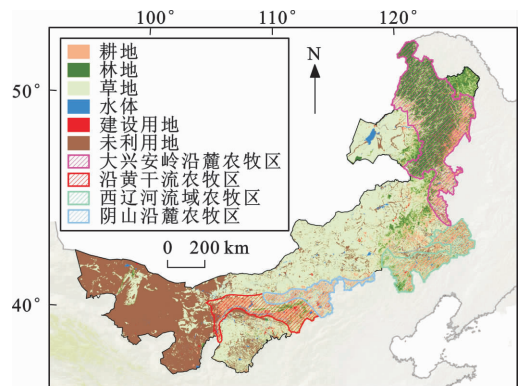 100° 110° 120°
50°
40°
N
耕地
林地
草地
水体
建设用地
未利用地
大兴安岭沿麓农牧区
沿黄干流农牧区
西辽河流域农牧区
阴山沿麓农牧区
0 200 km